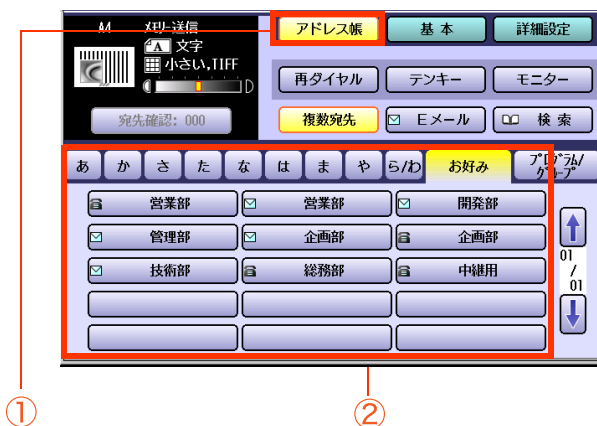 A4 ﾒﾓﾘｰ送信
A 文字
小さい,TIFF
D
宛先確認: 000
アドレス帳 基本 詳細設定
再ダイヤル テンキー モニター
複数宛先 Eメール 検索
あ か さ た な は ま や ら/わ お好み ﾌﾟﾛｸﾞﾗﾑ/ｸﾞﾙｰﾌﾟ
営業部 営業部 開発部
管理部 企画部 企画部
技術部 総務部 中継用
01
/
01
① ②